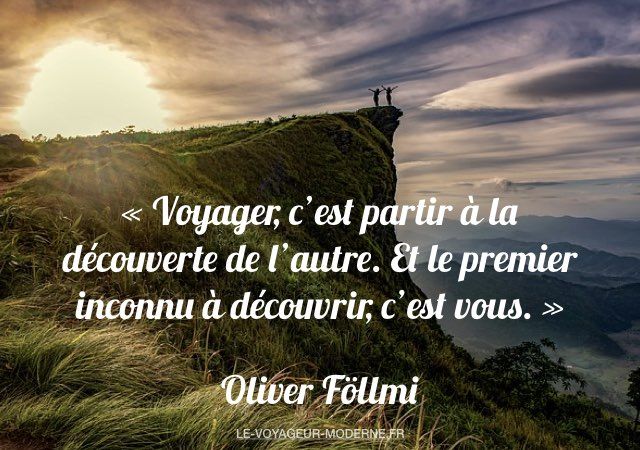 « Voyager, c’est partir à la
découverte de l’autre. Et le premier
inconnu à découvrir, c’est vous. »
Oliver Föllmi
LE-VOYAGEUR-MODERNE.FR